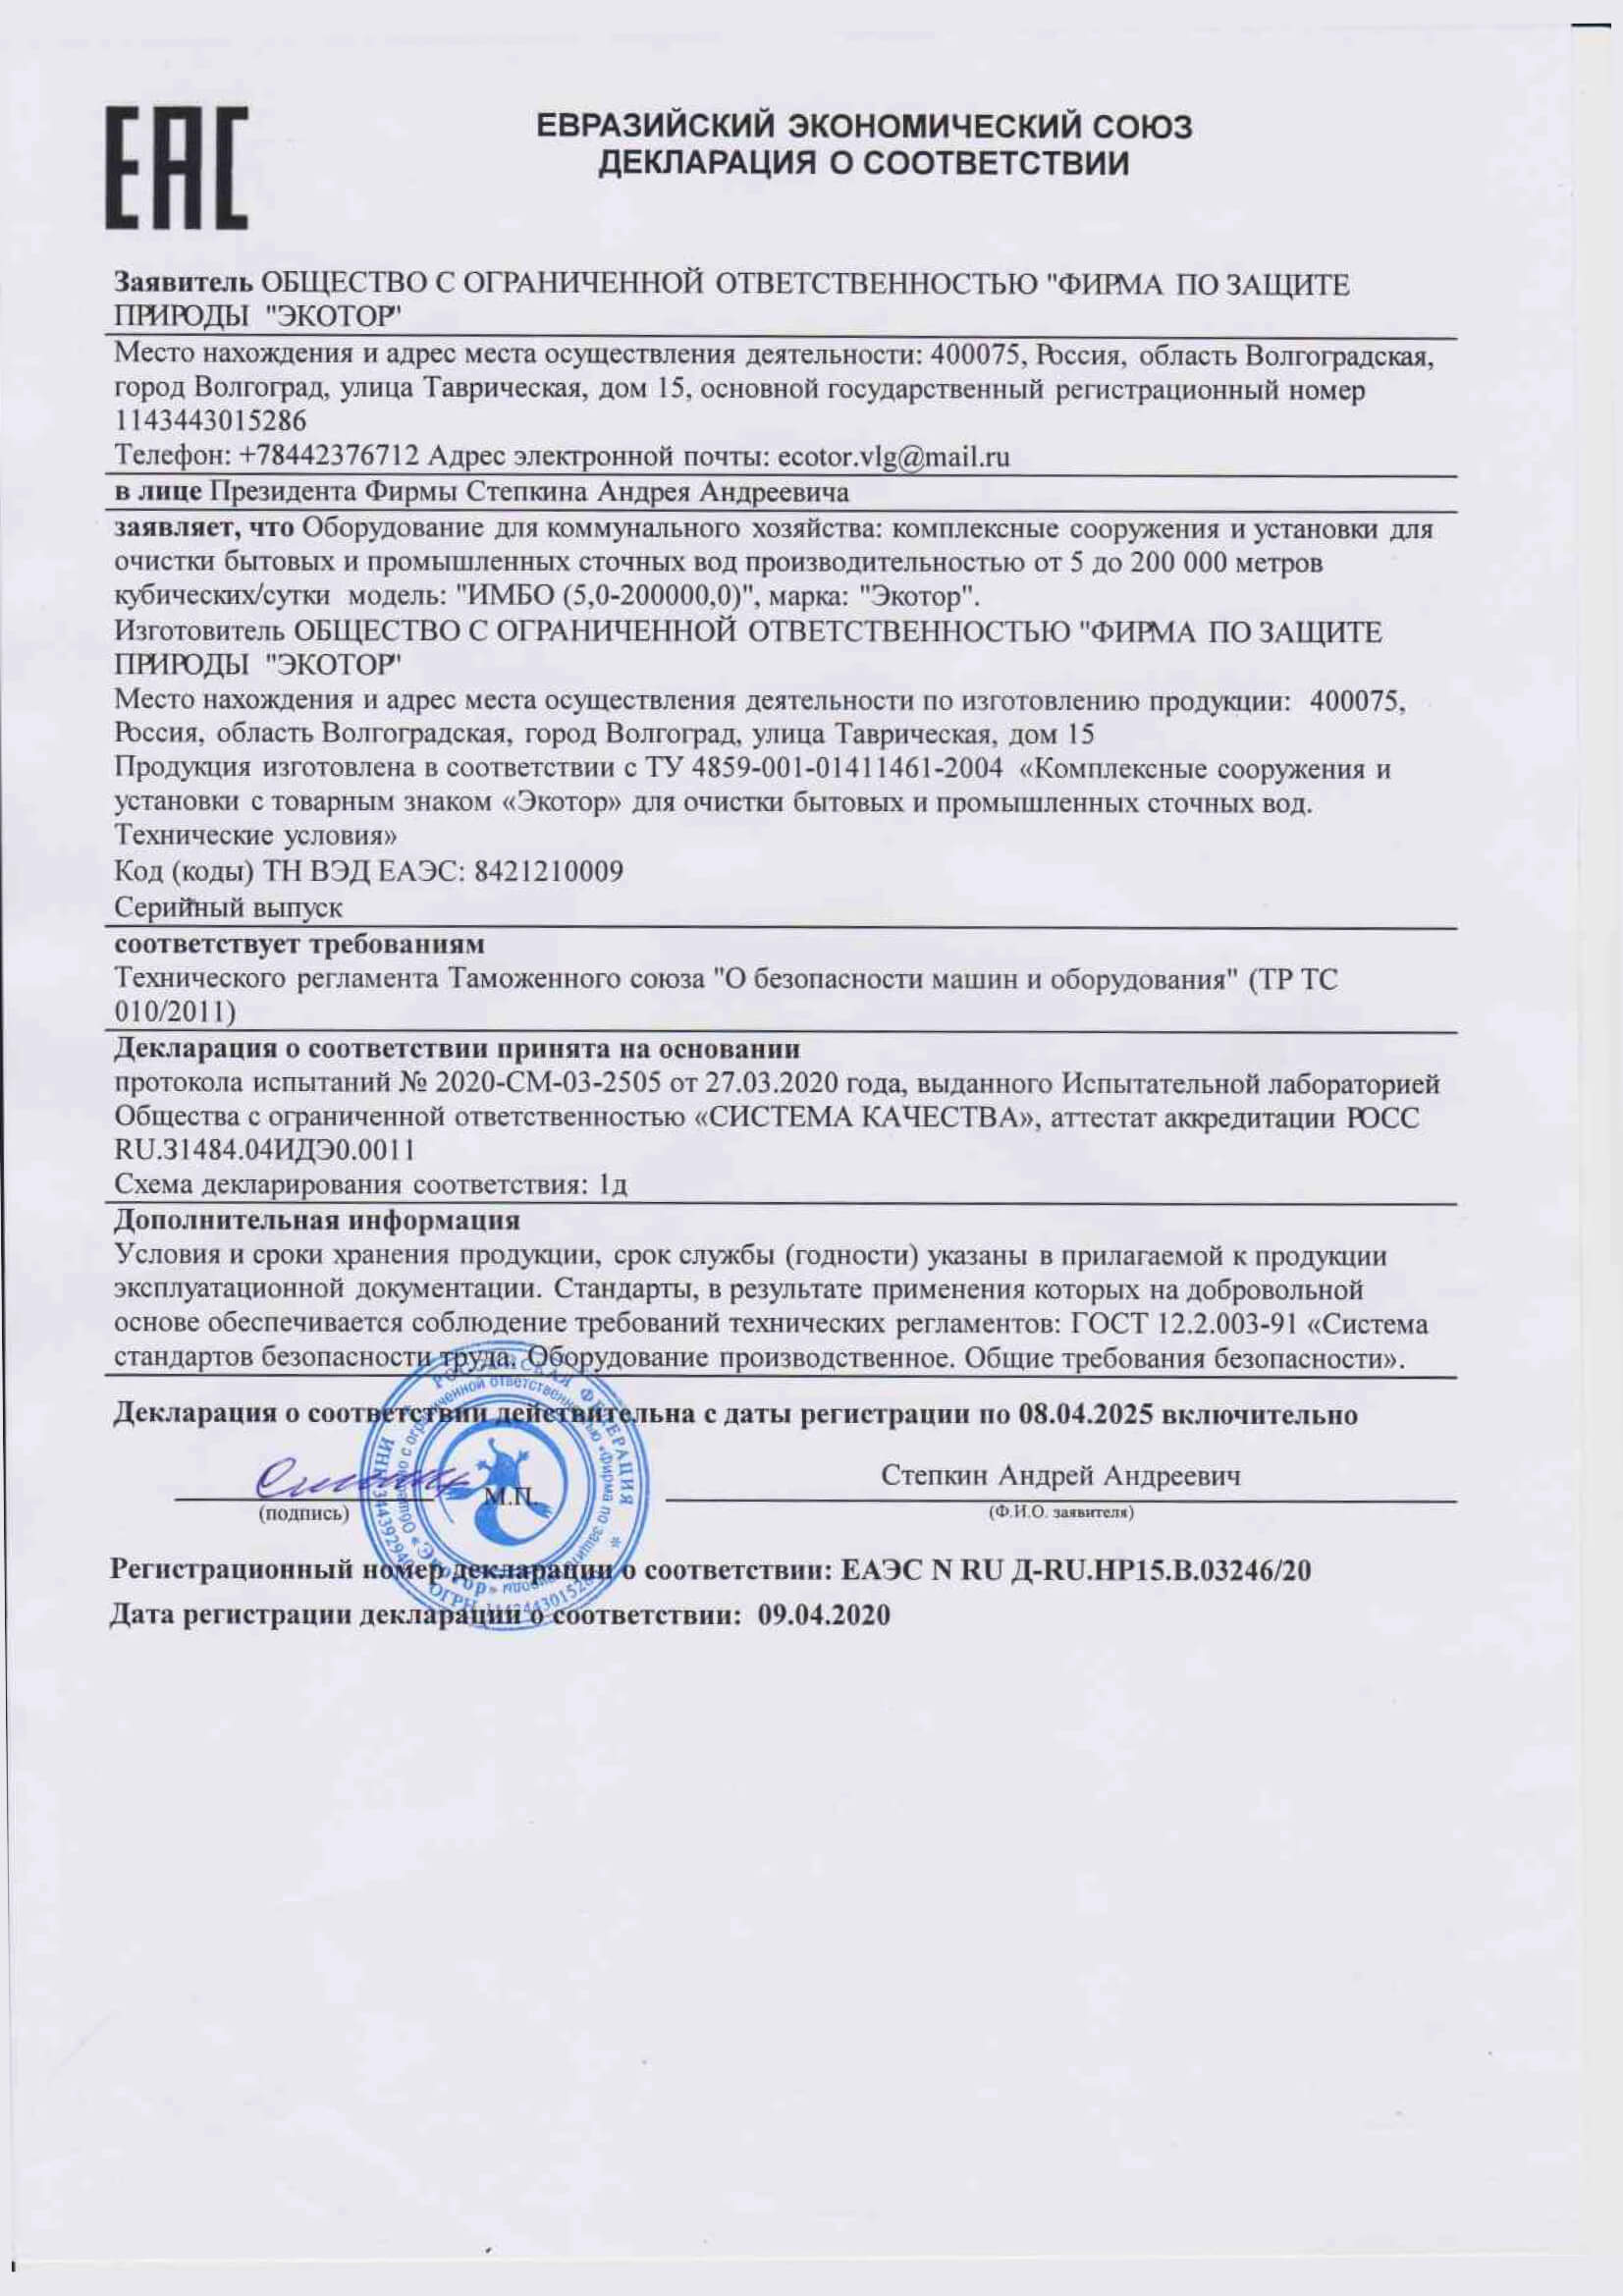 EAC
ЕВРАЗИЙСКИЙ ЭКОНОМИЧЕСКИЙ СОЮЗ
ДЕКЛАРАЦИЯ О СООТВЕТСТВИИ
Заявитель ОБЩЕСТВО С ОГРАНИЧЕННОЙ ОТВЕТСТВЕННОСТЬЮ "ФИРМА ПО ЗАЩИТЕ
ПРИРОДЫ "ЭКОТОР"
Место нахождения и адрес места осуществления деятельности: 400075, Россия, область Волгоградская,
город Волгоград, улица Таврическая, дом 15, основной государственный регистрационный номер
1143443015286
Телефон: +78442376712 Адрес электронной почты: ecotor.vlg@mail.ru
в лице Президента Фирмы Степкина Андрея Андреевича
заявляет, что Оборудование для коммунального хозяйства: комплексные сооружения и установки для
очистки бытовых и промышленных сточных вод производительностью от 5 до 200 000 метров
кубических/сутки модель: "ИМБО (5,0-200000,0)", марка: "Экотор".
Изготовитель ОБЩЕСТВО С ОГРАНИЧЕННОЙ ОТВЕТСТВЕННОСТЬЮ "ФИРМА ПО ЗАЩИТЕ
ПРИРОДЫ "ЭКОТОР"
Место нахождения и адрес места осуществления деятельности по изготовлению продукции: 400075,
Россия, область Волгоградская, город Волгоград, улица Таврическая, дом 15
Продукция изготовлена в соответствии с ТУ 4859-001-01411461-2004 «Комплексные сооружения и
установки с товарным знаком «Экотор» для очистки бытовых и промышленных сточных вод.
Технические условия»
Код (коды) ТН ВЭД ЕАЭС: 8421210009
Серийный выпуск
соответствует требованиям
Технического регламента Таможенного союза "О безопасности машин и оборудования" (ТР ТС
010/2011)
Декларация о соответствии принята на основании
протокола испытаний № 2020-СМ-03-2505 от 27.03.2020 года, выданного Испытательной лабораторией
Общества с ограниченной ответственностью «СИСТЕМА КАЧЕСТВА», аттестат аккредитации РОСС
RU.31484.04ИДЭ0.0011
Схема декларирования соответствия: 1д
Дополнительная информация
Условия и сроки хранения продукции, срок службы (годности) указаны в прилагаемой к продукции
эксплуатационной документации. Стандарты, в результате применения которых на добровольной
основе обеспечивается соблюдение требований технических регламентов: ГОСТ 12.2.003-91 «Система
стандартов безопасности труда. Оборудование производственное. Общие требования безопасности».
Декларация о соответствии действительна с даты регистрации по 08.04.2025 включительно
Степкин Андрей Андреевич
(подпись) М.П. (Ф.И.О. заявителя)
РОССИЙСКАЯ ФЕДЕРАЦИЯ
Общество с ограниченной ответственностью «Фирма по защите природы
«Экотор»
Регистрационный номер декларации о соответствии: ЕАЭС N RU Д-RU.НР15.В.03246/20
Дата регистрации декларации о соответствии: 09.04.2020